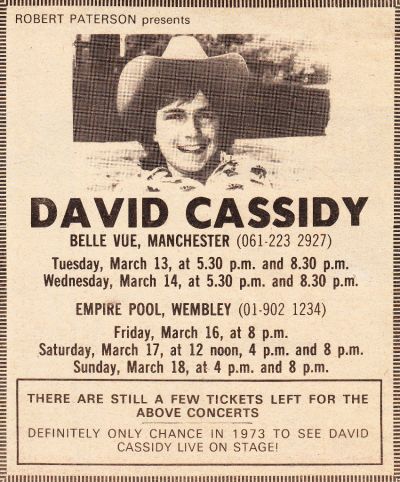 ROBERT PATERSON presents
DAVID CASSIDY
BELLE VUE, MANCHESTER (061-223 2927)
Tuesday, March 13, at 5.30 p.m. and 8.30 p.m.
Wednesday, March 14, at 5.30 p.m. and 8.30 p.m.
EMPIRE POOL, WEMBLEY (01-902 1234)
Friday, March 16, at 8 p.m.
Saturday, March 17, at 12 noon, 4 p.m. and 8 p.m.
Sunday, March 18, at 4 p.m. and 8 p.m.
THERE ARE STILL A FEW TICKETS LEFT FOR THE
ABOVE CONCERTS
DEFINITELY ONLY CHANCE IN 1973 TO SEE DAVID
CASSIDY LIVE ON STAGE!